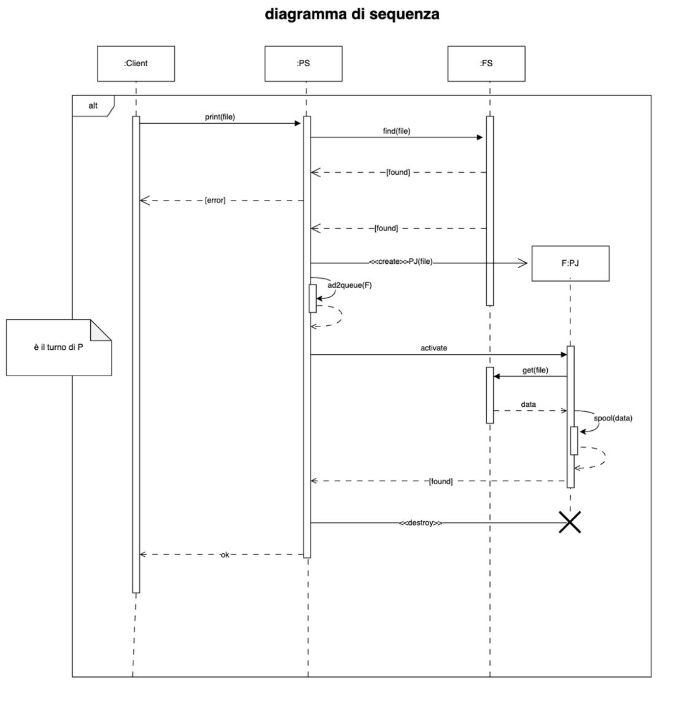 diagramma di sequenza
:Client
:PS
:FS
alt
print(file)
find(file)
[found]
[error]
[found]
<<create>>PJ(file)
F:PJ
ad2queue(F)
è il turno di P
activate
get(file)
data
spool(data)
[found]
<<destroy>>
ok